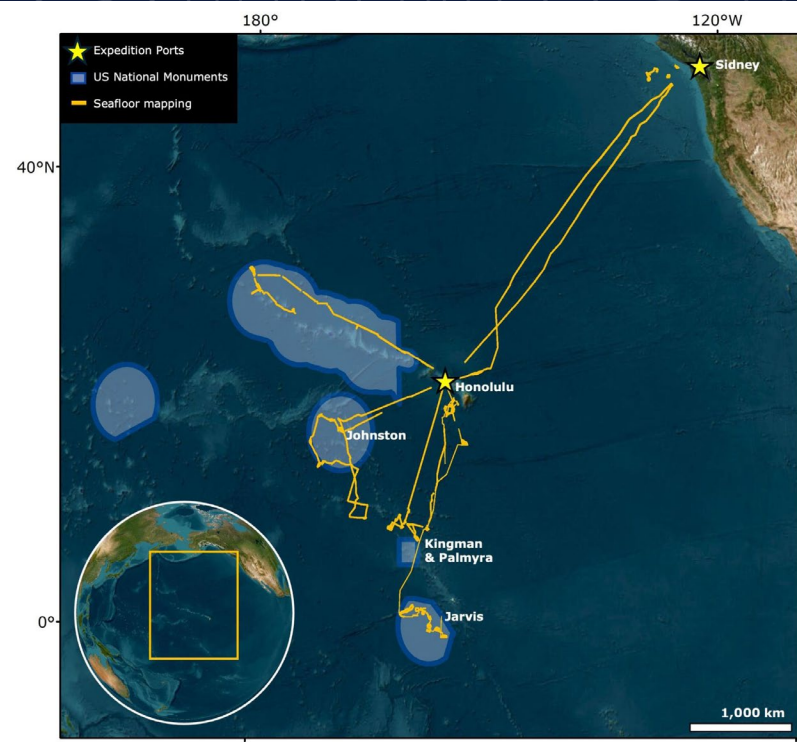 180°
120°W
Expedition Ports
US National Monuments
Seafloor mapping
Sidney
40°N
Honolulu
Johnston
Kingman
& Palmyra
0°
Jarvis
1,000 km